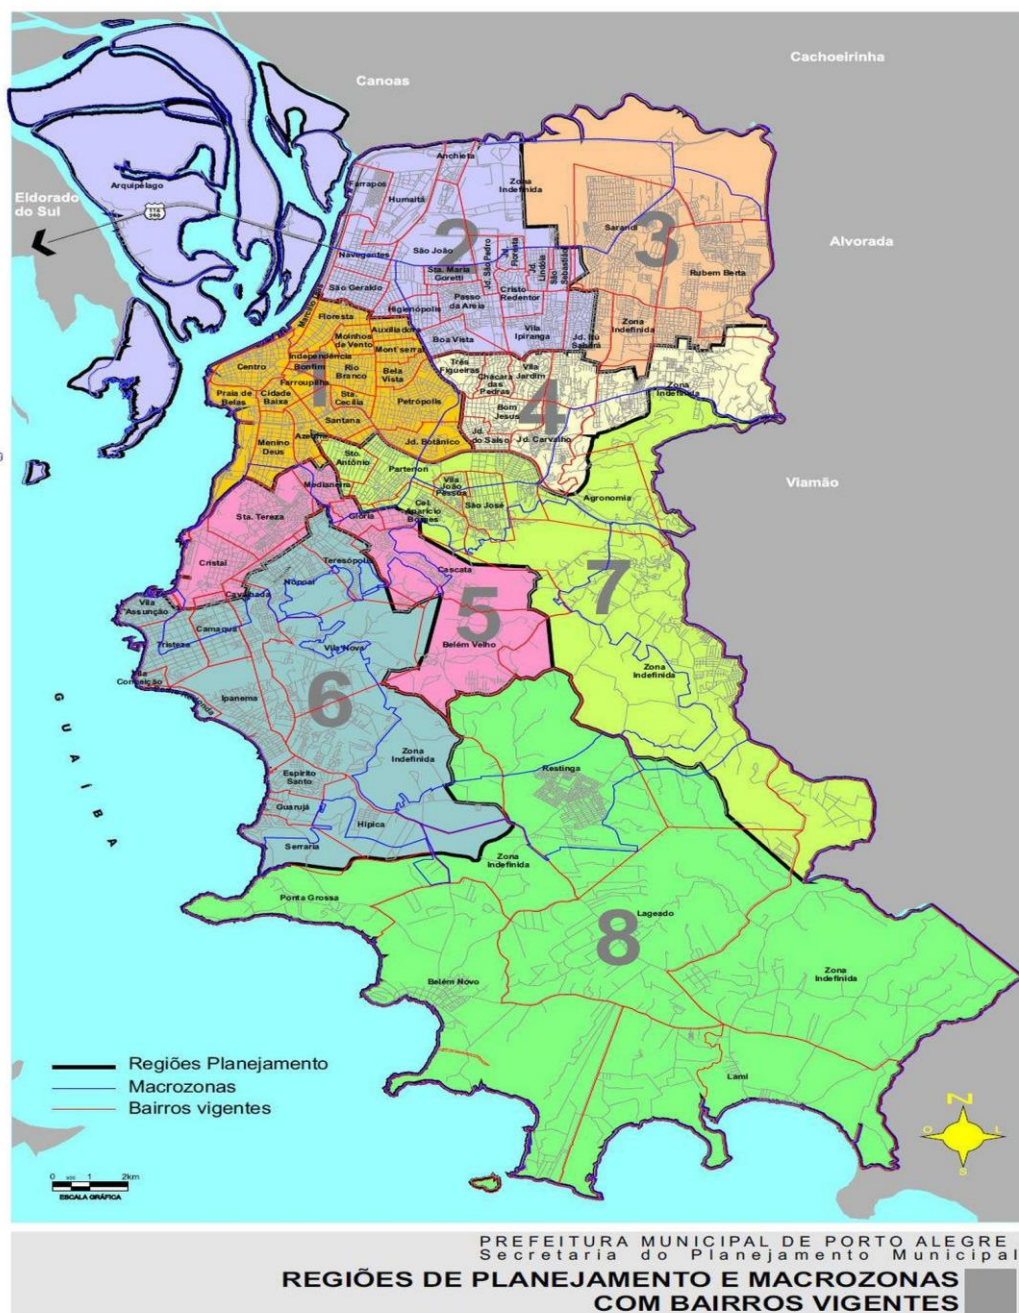 Cachoeirinha
Canoas
Anchieta
Farrapos
Zona
Indefinida
Arquipélago
Humaitá
Eldorado
do Sul
Sarandi
2
3
Alvorada
São João
Navegantes
Jd. São Pedro
Jd.
Floresta
Jd.
Lindóia
São
Sebastião
Rubem Berta
Sta. Maria
Goretti
São Geraldo
Cristo
Redentor
Passo
da Areia
Higienópolis
Floresta
Zona
Indefinida
Auxiliadora
Vila
Ipiranga
Boa Vista
Jd. Itú
Sabará
Moinhos
de Vento
Mont serral
Independência
Três
Figueiras
Vila
Jardim
Centro
Bonfim
Rio
Branco
Bela
Vista
1
Farroupilha
Chácara
das
Pedras
Zona
Indefinida
Praia de
Belas
Cidade
Baixa
Sta.
Cecília
Petrópolis
4
Bom
Jesus
Santana
Jd.
do Salso
Jd. Carvalho
Menino
Deus
Jd. Botânico
Sto.
Antônio
Partenon
Viamão
Medianeira
Vila
João
Pessoa
Agronomia
São José
Cel.
Aparício
Borges
Sta. Tereza
Glória
Cristal
Teresópolis
Cascata
Nonoai
7
Cavalhada
5
Vila
Assunção
Camaquã
Tristeza
Vila Nova
Belém Velho
Zona
Indefinida
Vila
Conceição
Ipanema
6
GUAÍBA
Zona
Indefinida
Restinga
Espírito
Santo
Guarujá
Hípica
Serraria
Zona
Indefinida
Ponta Grossa
Lageado
8
Zona
Indefinida
Belém Novo
Regiões Planejamento
Macrozonas
Bairros vigentes
Lami
N
O
L
S
0 1 2km
ESCALA GRÁFICA
PREFEITURA MUNICIPAL DE PORTO ALEGRE
Secretaria do Planejamento Municipal
REGIÕES DE PLANEJAMENTO E MACROZONAS
COM BAIRROS VIGENTES